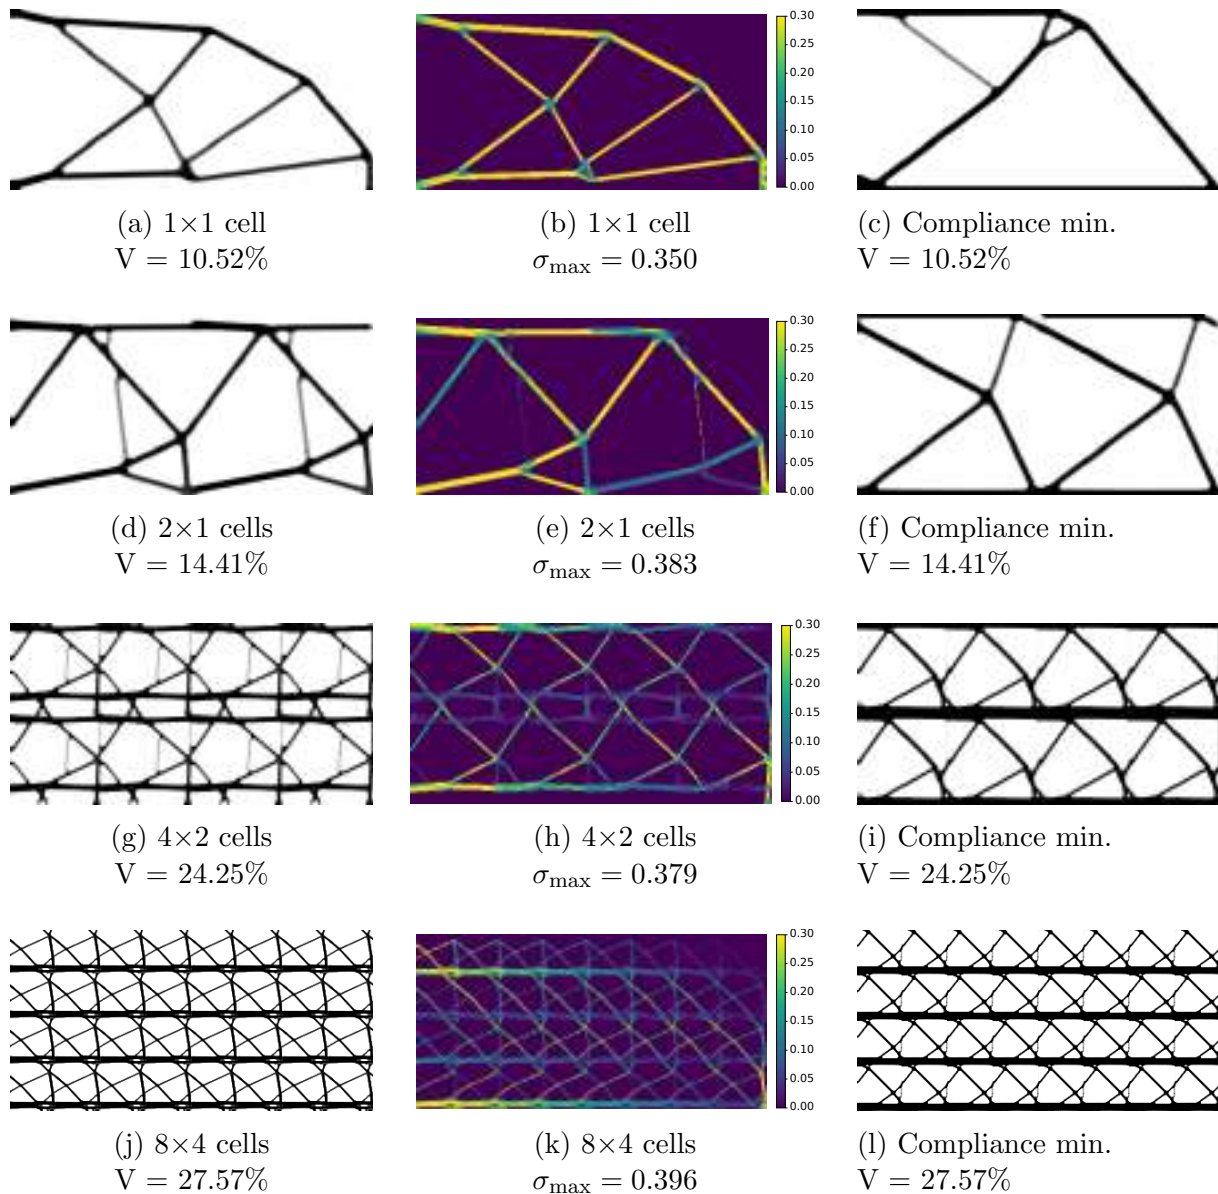 0.30
0.25
0.20
0.15
0.10
0.05
0.00
(a) 1×1 cell
V = 10.52%
(b) 1×1 cell
σmax = 0.350
(c) Compliance min.
V = 10.52%
0.30
0.25
0.20
0.15
0.10
0.05
0.00
(d) 2×1 cells
V = 14.41%
(e) 2×1 cells
σmax = 0.383
(f) Compliance min.
V = 14.41%
0.30
0.25
0.20
0.15
0.10
0.05
0.00
(g) 4×2 cells
V = 24.25%
(h) 4×2 cells
σmax = 0.379
(i) Compliance min.
V = 24.25%
0.30
0.25
0.20
0.15
0.10
0.05
0.00
(j) 8×4 cells
V = 27.57%
(k) 8×4 cells
σmax = 0.396
(l) Compliance min.
V = 27.57%